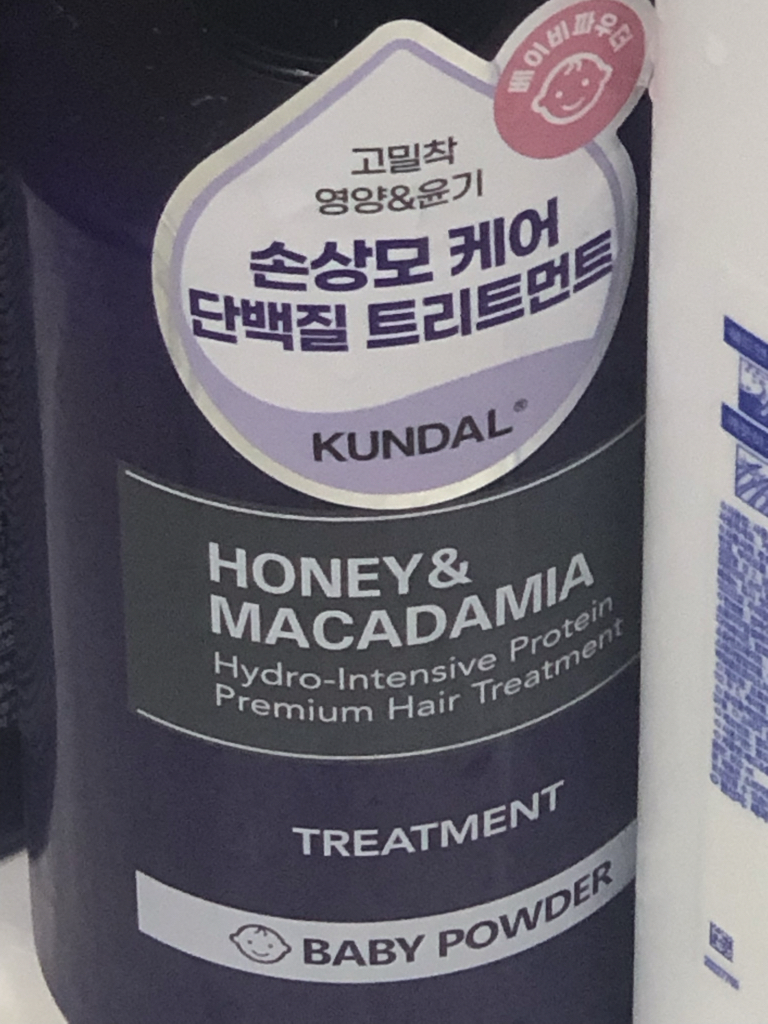 베이비파우더
고밀착
영양&윤기
손상모 케어
단백질 트리트먼트
KUNDAL®
HONEY&
MACADAMIA
Hydro-Intensive Protein
Premium Hair Treatment
TREATMENT
BABY POWDER